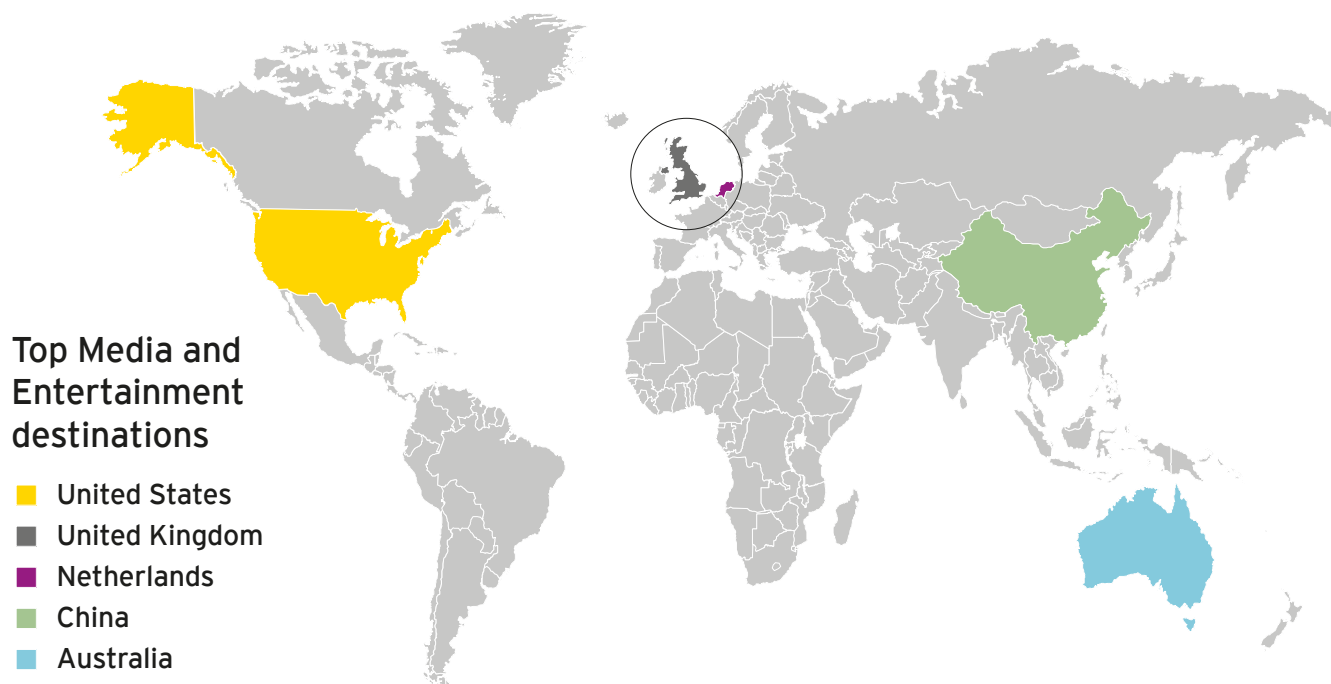 Top Media and
Entertainment
destinations
United States
United Kingdom
Netherlands
China
Australia